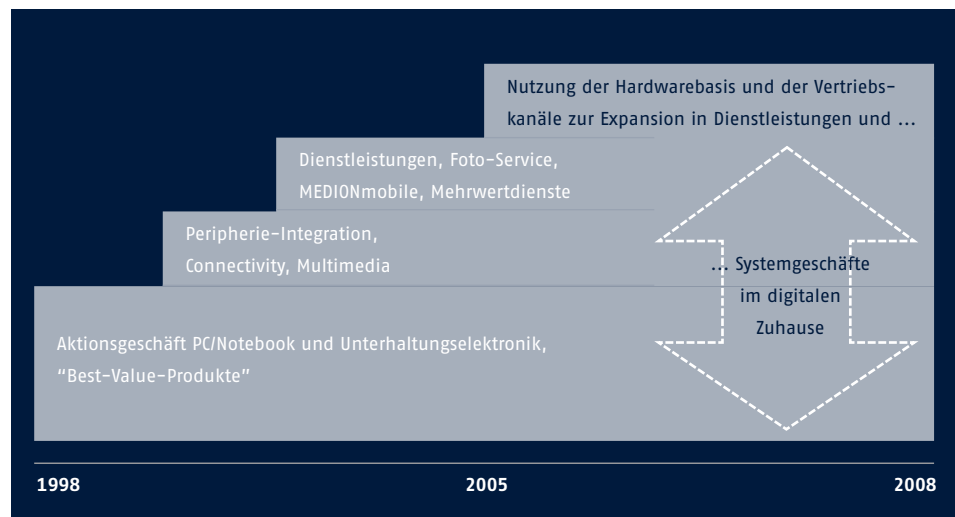 Nutzung der Hardwarebasis und der Vertriebs-
kanäle zur Expansion in Dienstleistungen und ...
Dienstleistungen, Foto-Service,
MEDIONmobile, Mehrwertdienste
Peripherie-Integration,
Connectivity, Multimedia
... Systemgeschäfte
im digitalen
Zuhause
Aktionsgeschäft PC/Notebook und Unterhaltungselektronik,
“Best-Value-Produkte”
1998 2005 2008